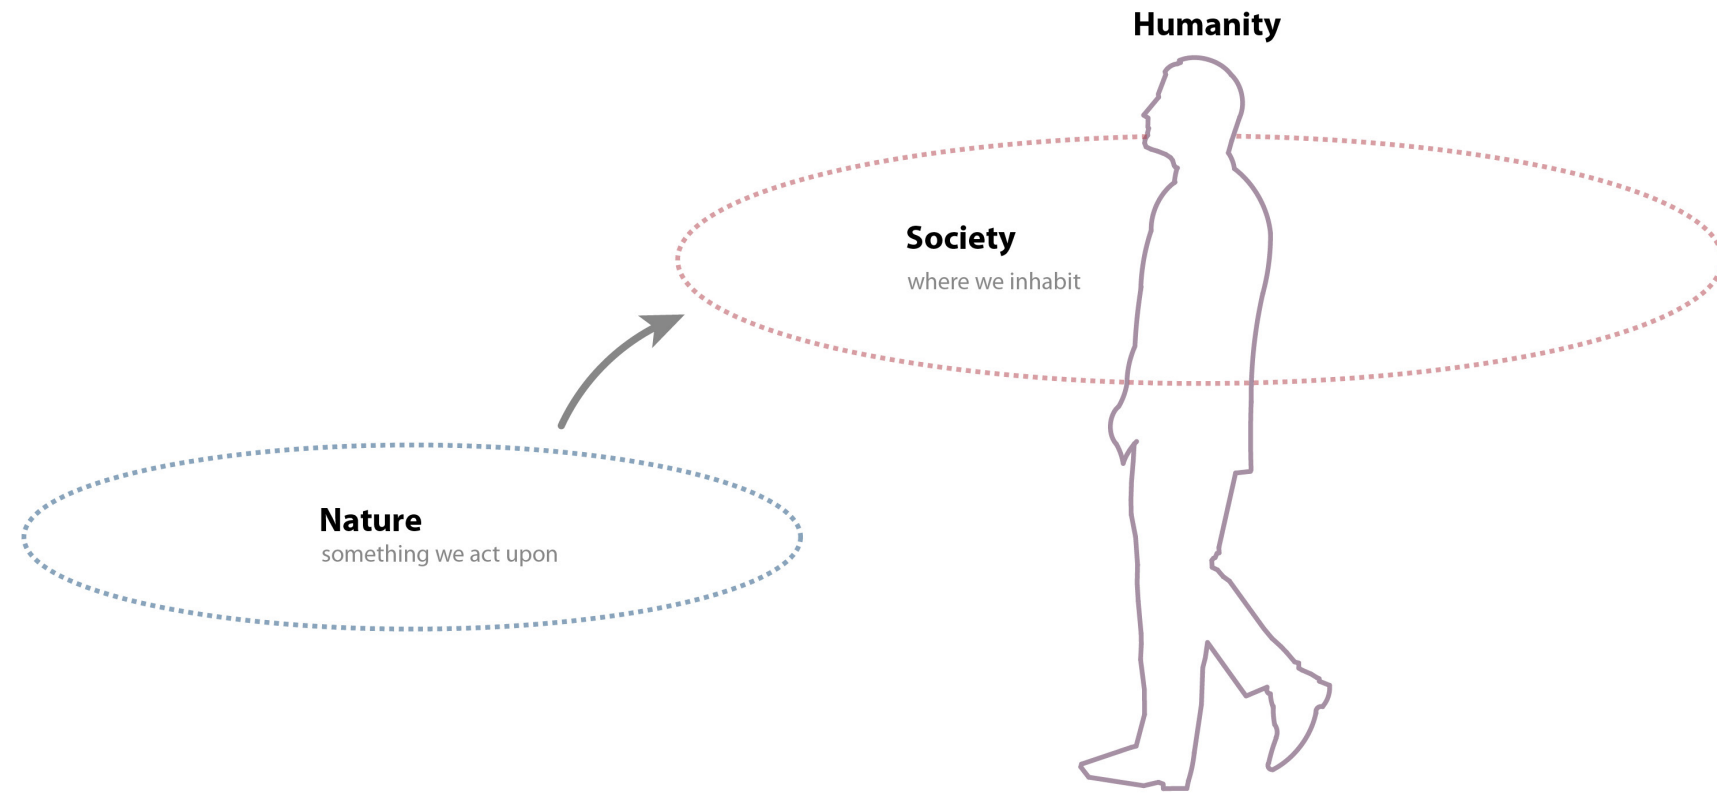 Humanity
Society
where we inhabit
Nature
something we act upon